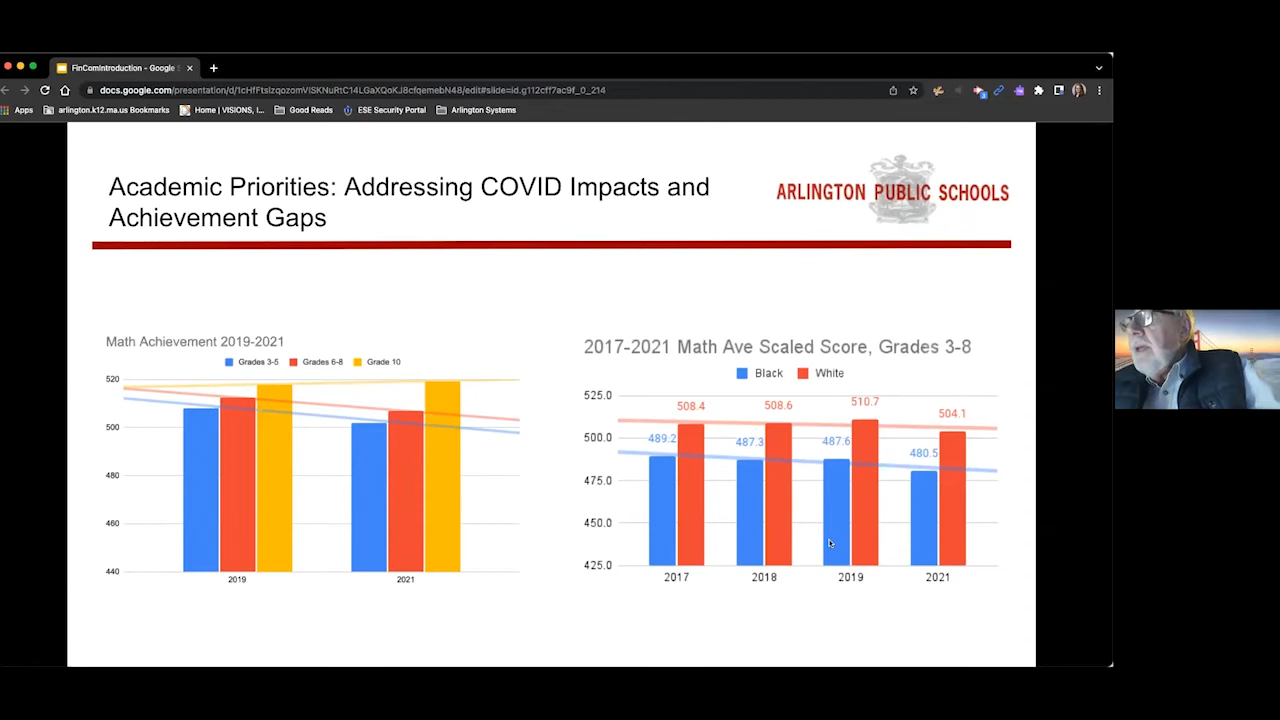 FinComIntroduction - Google S
docs.google.com/presentation/d/1cHfFtslzqozomVlSKNuRtC14LGaXQoKJ8cfqemebN48/edit#slide=id.g112cff7ac9f_0_214
Apps
arlington.k12.ma.us Bookmarks
Home | VISIONS, I...
Good Reads
ESE Security Portal
Arlington Systems
Academic Priorities: Addressing COVID Impacts and
Achievement Gaps
ARLINGTON PUBLIC SCHOOLS
Math Achievement 2019-2021
Grades 3-5 Grades 6-8 Grade 10
520
500
480
460
440
2019 2021
2017-2021 Math Ave Scaled Score, Grades 3-8
Black White
525.0
500.0
475.0
450.0
425.0
489.2 508.4 487.3 508.6 487.6 510.7 480.5 504.1
2017 2018 2019 2021